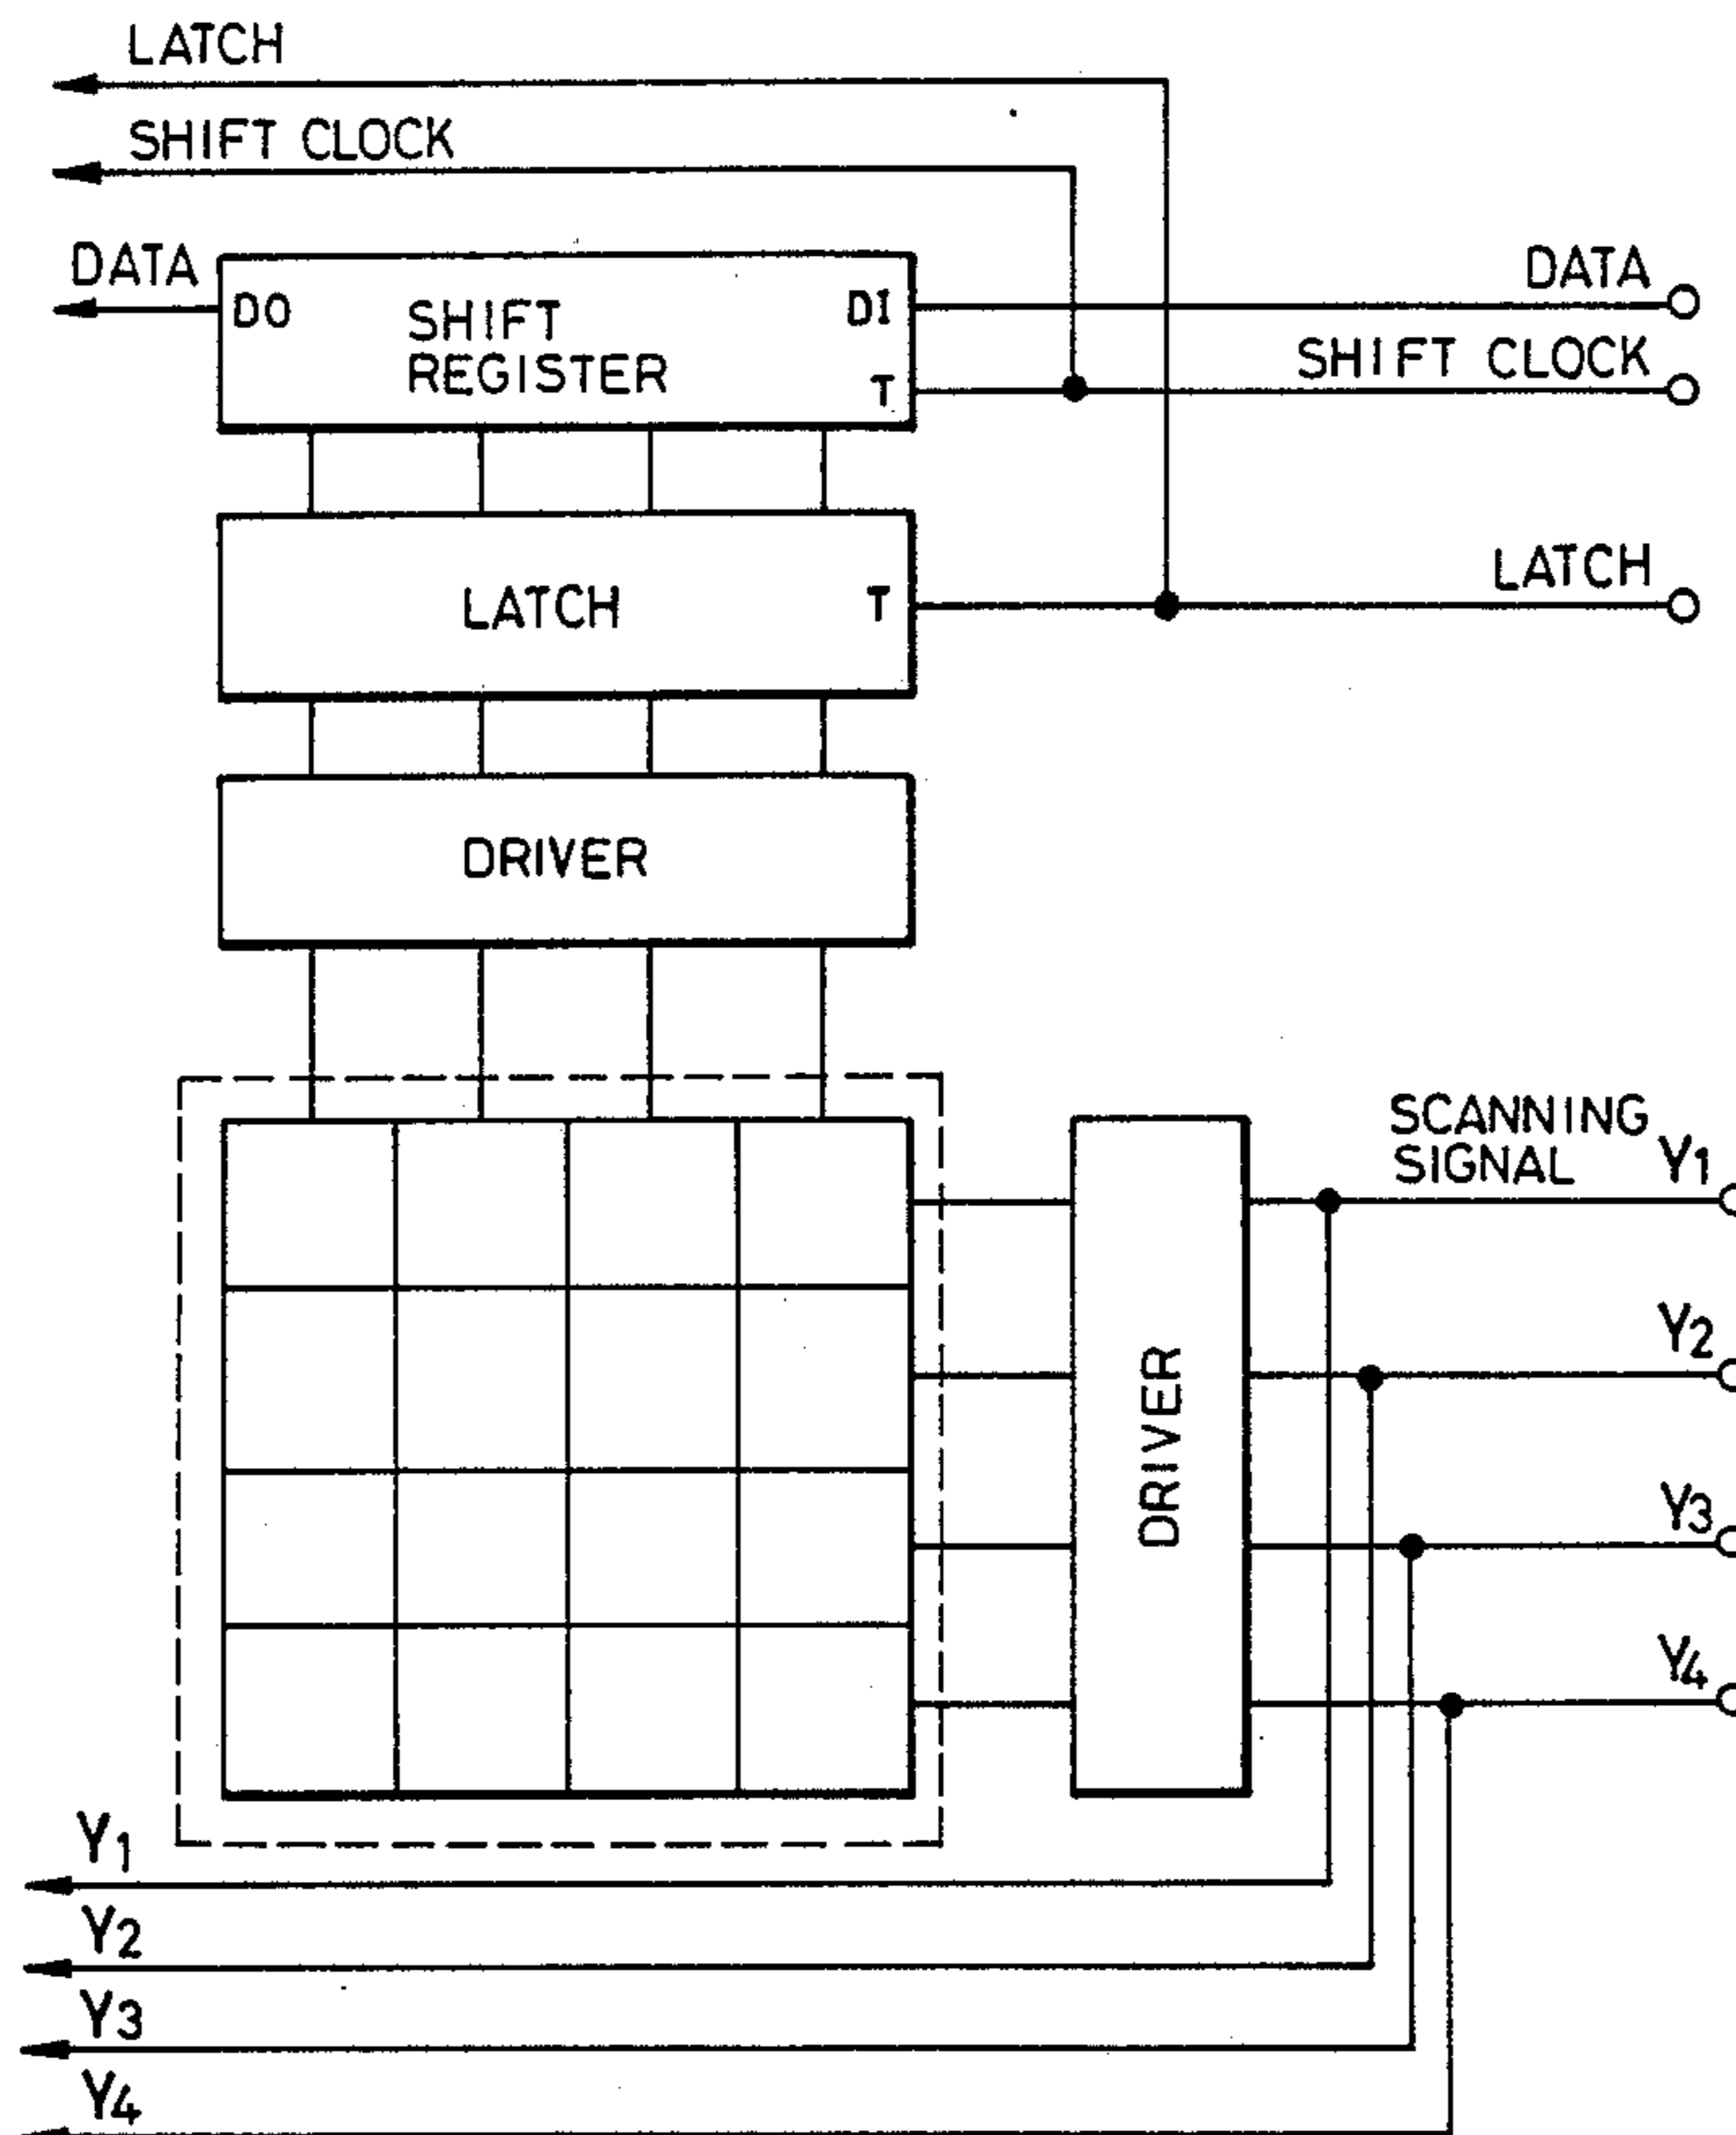 LATCH
SHIFT CLOCK
DATA
DO
SHIFT
REGISTER
DI
T
DATA
SHIFT CLOCK
LATCH
T
LATCH
DRIVER
SCANNING
SIGNAL
Y1
Y2
Y3
Y4
DRIVER
Y1
Y2
Y3
Y4